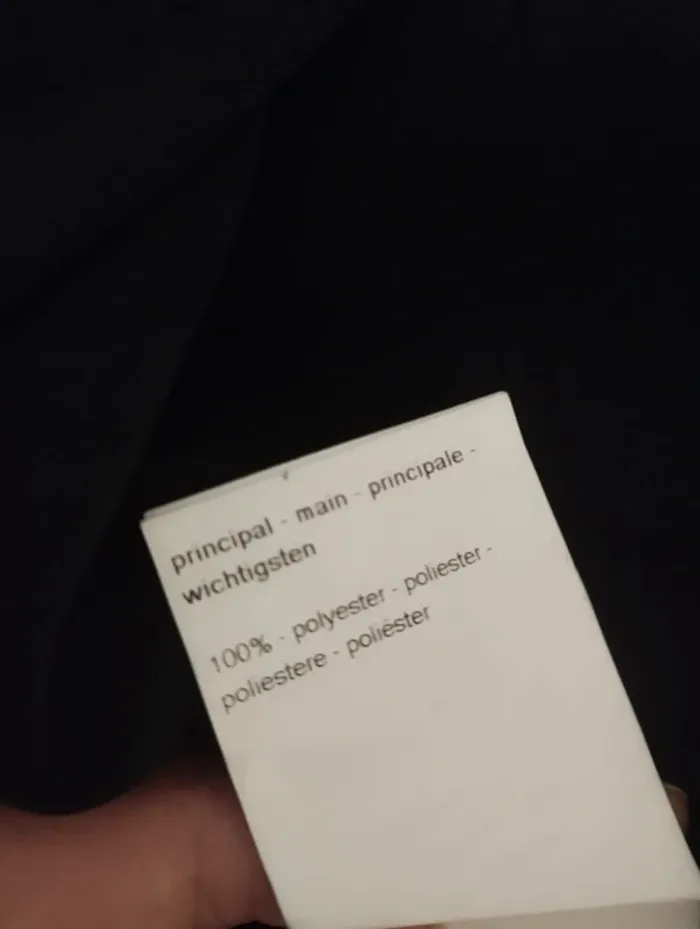 principal - main - principale -
wichtigsten
100% - polyester - poliester -
poliestere - poliéster